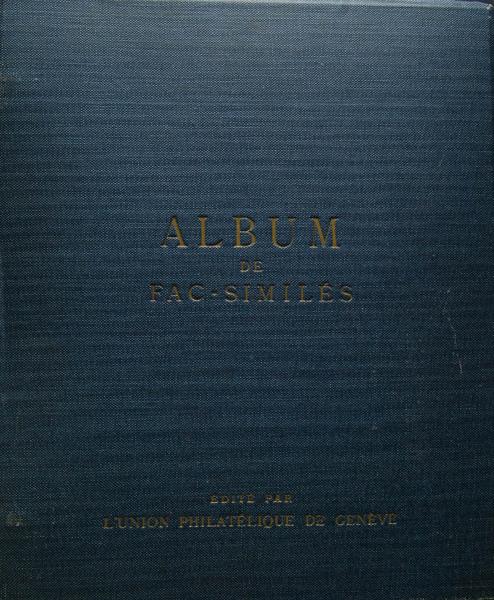 ALBUM
DE
FAC-SIMILÉS
ÉDITÉ PAR
L'UNION PHILATÉLIQUE DE GENÈVE